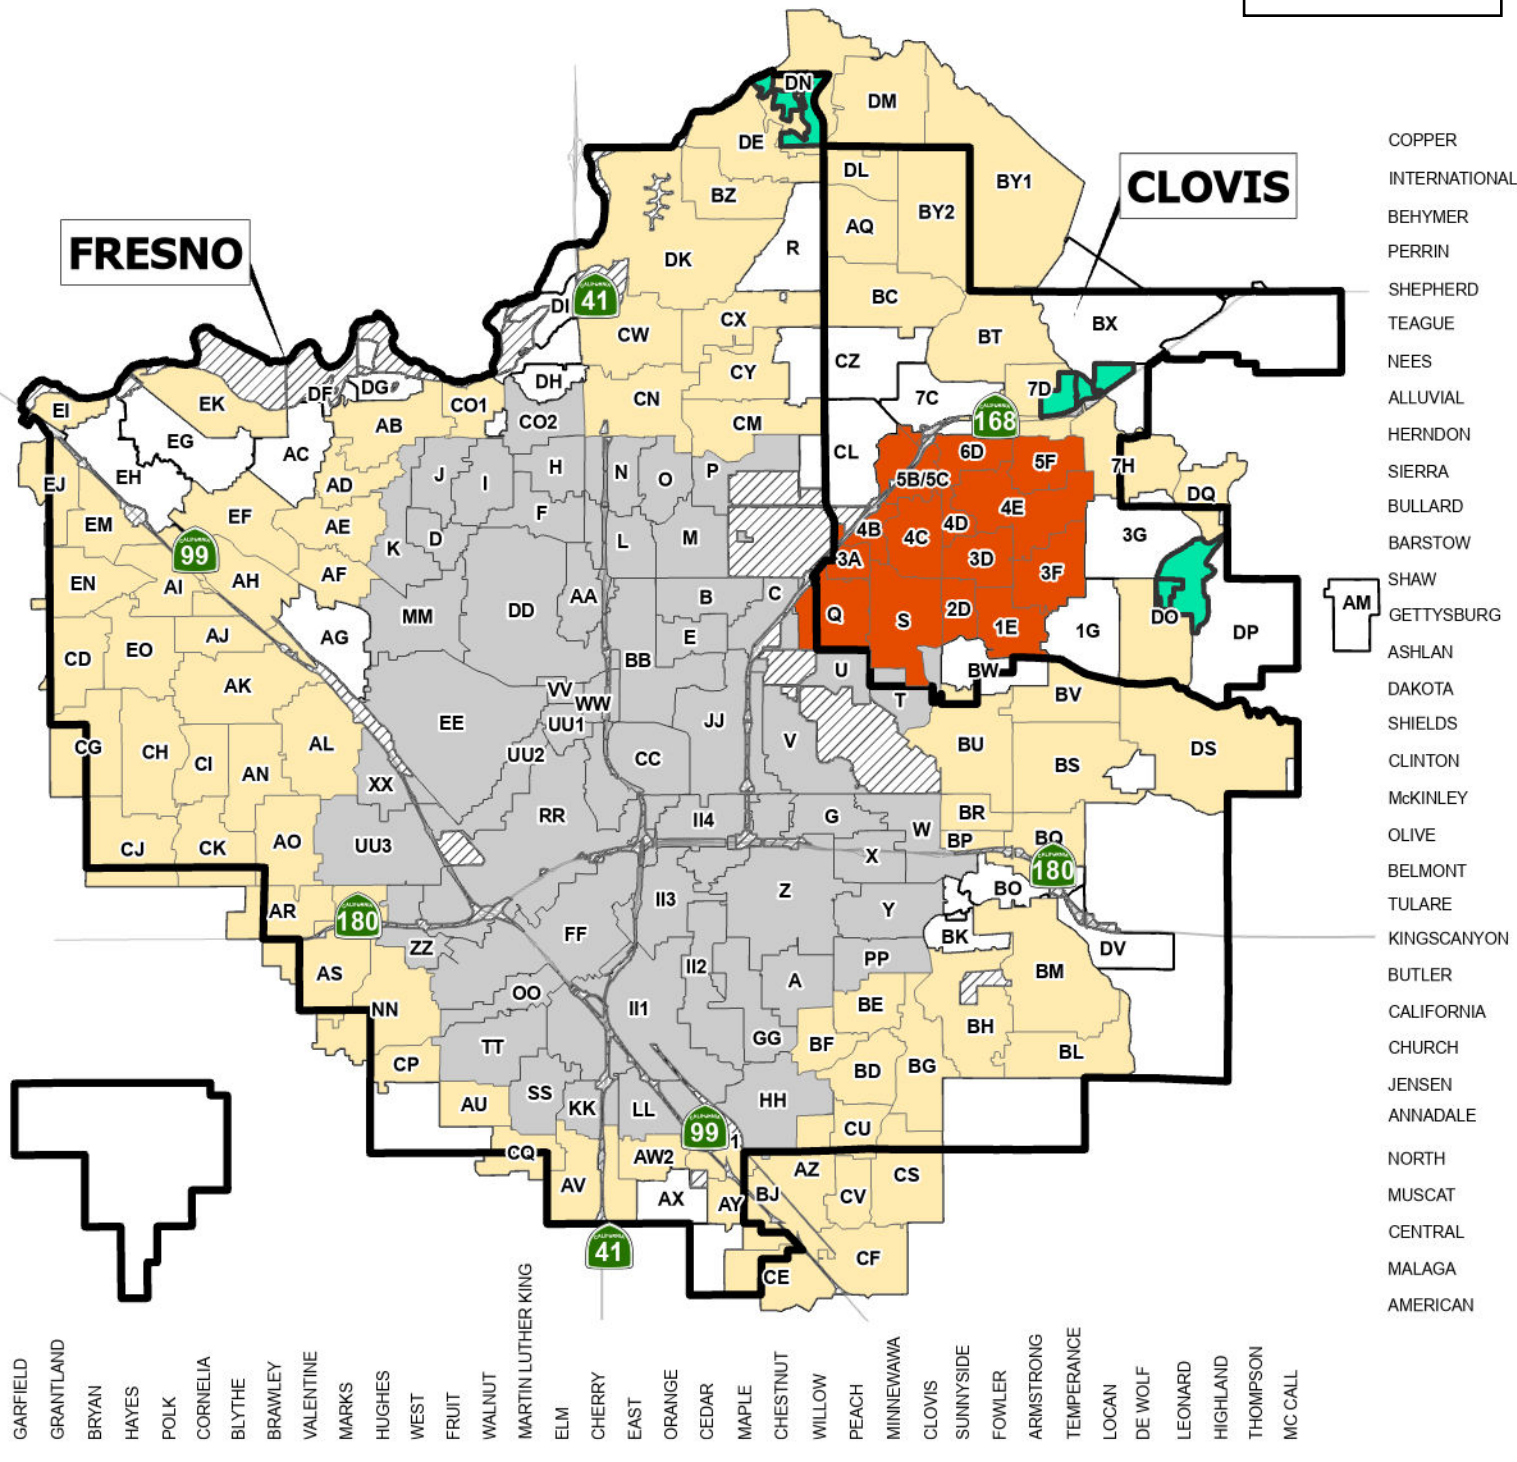 DN
DM
COPPER
DE
DL
CLOVIS
INTERNATIONAL
BY1
BZ
BY2
BEHYMER
AQ
FRESNO
R
PERRIN
DK
SHEPHERD
CALIFORNIA
41
DI
BC
CX
BX
TEAGUE
CW
BT
NEES
CZ
CY
DH
DG
DF
7D
7C
ALLUVIAL
CN
EK
EI
CO1
CALIFORNIA
168
CO2
CM
AB
HERNDON
EG
AC
CL
6D
5F
7H
SIERRA
EH
J
I
H
N
O
P
5B/5C
EJ
AD
DQ
BULLARD
EF
F
4E
EM
AE
D
L
M
4B
4C
4D
3G
BARSTOW
CALIFORNIA
99
K
3A
3D
3F
SHAW
EN
AI
AH
AF
AA
B
C
AM
MM
DD
Q
S
2D
1E
1G
DO
DP
GETTYSBURG
AJ
AG
E
EO
CD
BB
U
BW
ASHLAN
AK
VV
WW
T
BV
DAKOTA
EE
UU1
JJ
SHIELDS
CG
CH
CI
AN
AL
UU2
CC
V
BU
BS
DS
CLINTON
XX
McKINLEY
RR
II4
G
W
BR
BP
BQ
OLIVE
CJ
CK
AO
UU3
X
CALIFORNIA
180
BELMONT
BO
II3
Z
Y
TULARE
AR
CALIFORNIA
180
FF
BK
DV
KINGSCANYON
ZZ
PP
II2
BM
BUTLER
AS
A
OO
NN
II1
BE
CALIFORNIA
BH
GG
BF
TT
BL
CHURCH
CP
BD
BG
JENSEN
SS
KK
LL
HH
AU
ANNADALE
CALIFORNIA
99
1
CU
CQ
AW2
AZ
CS
NORTH
AV
AX
AY
BJ
CV
MUSCAT
CALIFORNIA
41
CF
CENTRAL
CE
MALAGA
AMERICAN
GARFIELD
GRANTLAND
BRYAN
HAYES
POLK
CORNELIA
BLYTHE
BRAWLEY
VALENTINE
MARKS
HUGHES
WEST
FRUIT
WALNUT
MARTIN LUTHER KING
ELM
CHERRY
EAST
ORANGE
CEDAR
MAPLE
CHESTNUT
WILLOW
PEACH
MINNEWAWA
CLOVIS
SUNNYSIDE
FOWLER
ARMSTRONG
TEMPERANCE
LOCAN
DE WOLF
LEONARD
HIGHLAND
THOMPSON
MC CALL